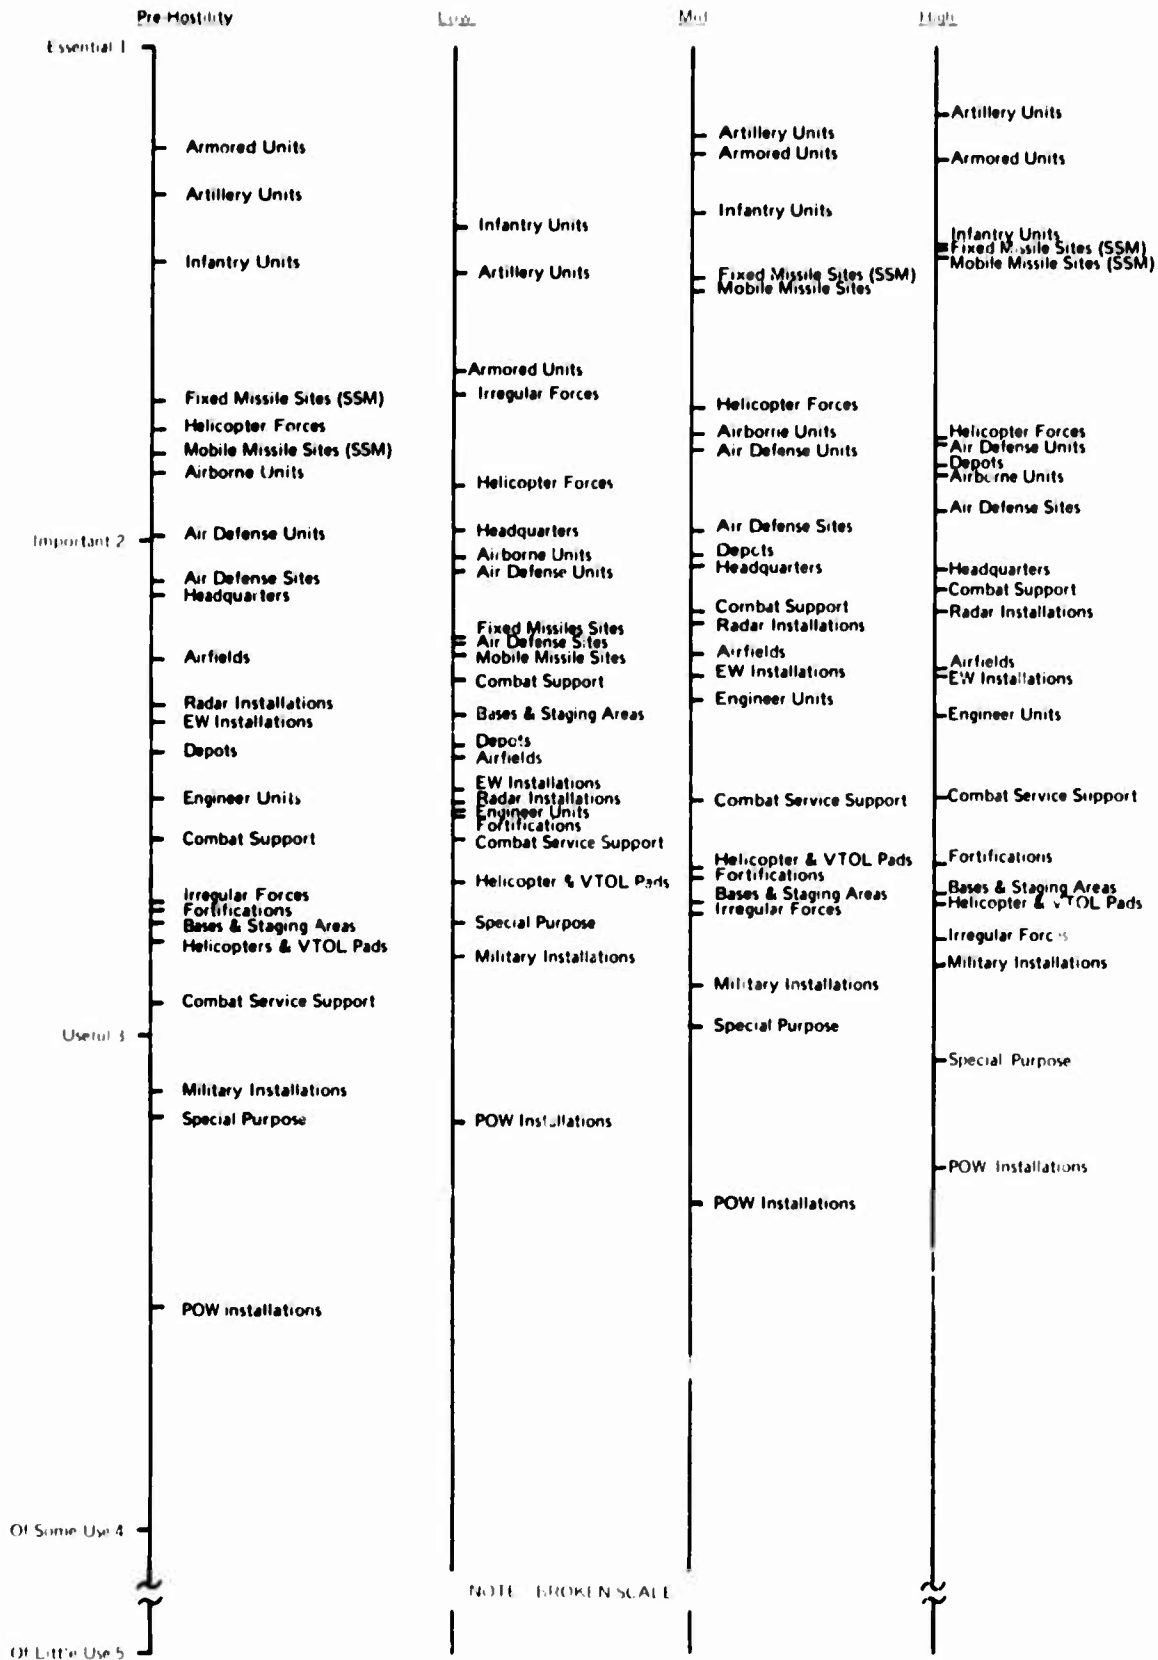 Pre-Hostility
Low
Mid
High
Essential 1
Armored Units
Artillery Units
Infantry Units
Fixed Missile Sites (SSM)
Helicopter Forces
Mobile Missile Sites (SSM)
Airborne Units
Important 2
Air Defense Units
Air Defense Sites
Headquarters
Airfields
Radar Installations
EW Installations
Depots
Engineer Units
Combat Support
Irregular Forces
Fortifications
Bases & Staging Areas
Helicopters & VTOL Pads
Combat Service Support
Useful 3
Military Installations
Special Purpose
POW installations
Of Some Use 4
Of Little Use 5
Infantry Units
Artillery Units
Armored Units
Irregular Forces
Helicopter Forces
Headquarters
Airborne Units
Air Defense Units
Fixed Missiles Sites
Air Defense Sites
Mobile Missile Sites
Combat Support
Bases & Staging Areas
Depots
Airfields
EW Installations
Radar Installations
Engineer Units
Fortifications
Combat Service Support
Helicopter & VTOL Pads
Special Purpose
Military Installations
POW Installations
Artillery Units
Armored Units
Infantry Units
Fixed Missile Sites (SSM)
Mobile Missile Sites
Helicopter Forces
Airborne Units
Air Defense Units
Air Defense Sites
Depots
Headquarters
Combat Support
Radar Installations
Airfields
EW Installations
Engineer Units
Combat Service Support
Helicopter & VTOL Pads
Fortifications
Bases & Staging Areas
Irregular Forces
Military Installations
Special Purpose
POW Installations
Artillery Units
Armored Units
Infantry Units
Fixed Missile Sites (SSM)
Mobile Missile Sites (SSM)
Helicopter Forces
Air Defense Units
Depots
Airborne Units
Air Defense Sites
Headquarters
Combat Support
Radar Installations
Airfields
EW Installations
Engineer Units
Combat Service Support
Fortifications
Bases & Staging Areas
Helicopter & VTOL Pads
Irregular Forces
Military Installations
Special Purpose
POW Installations
NOTE BROKEN SCALE